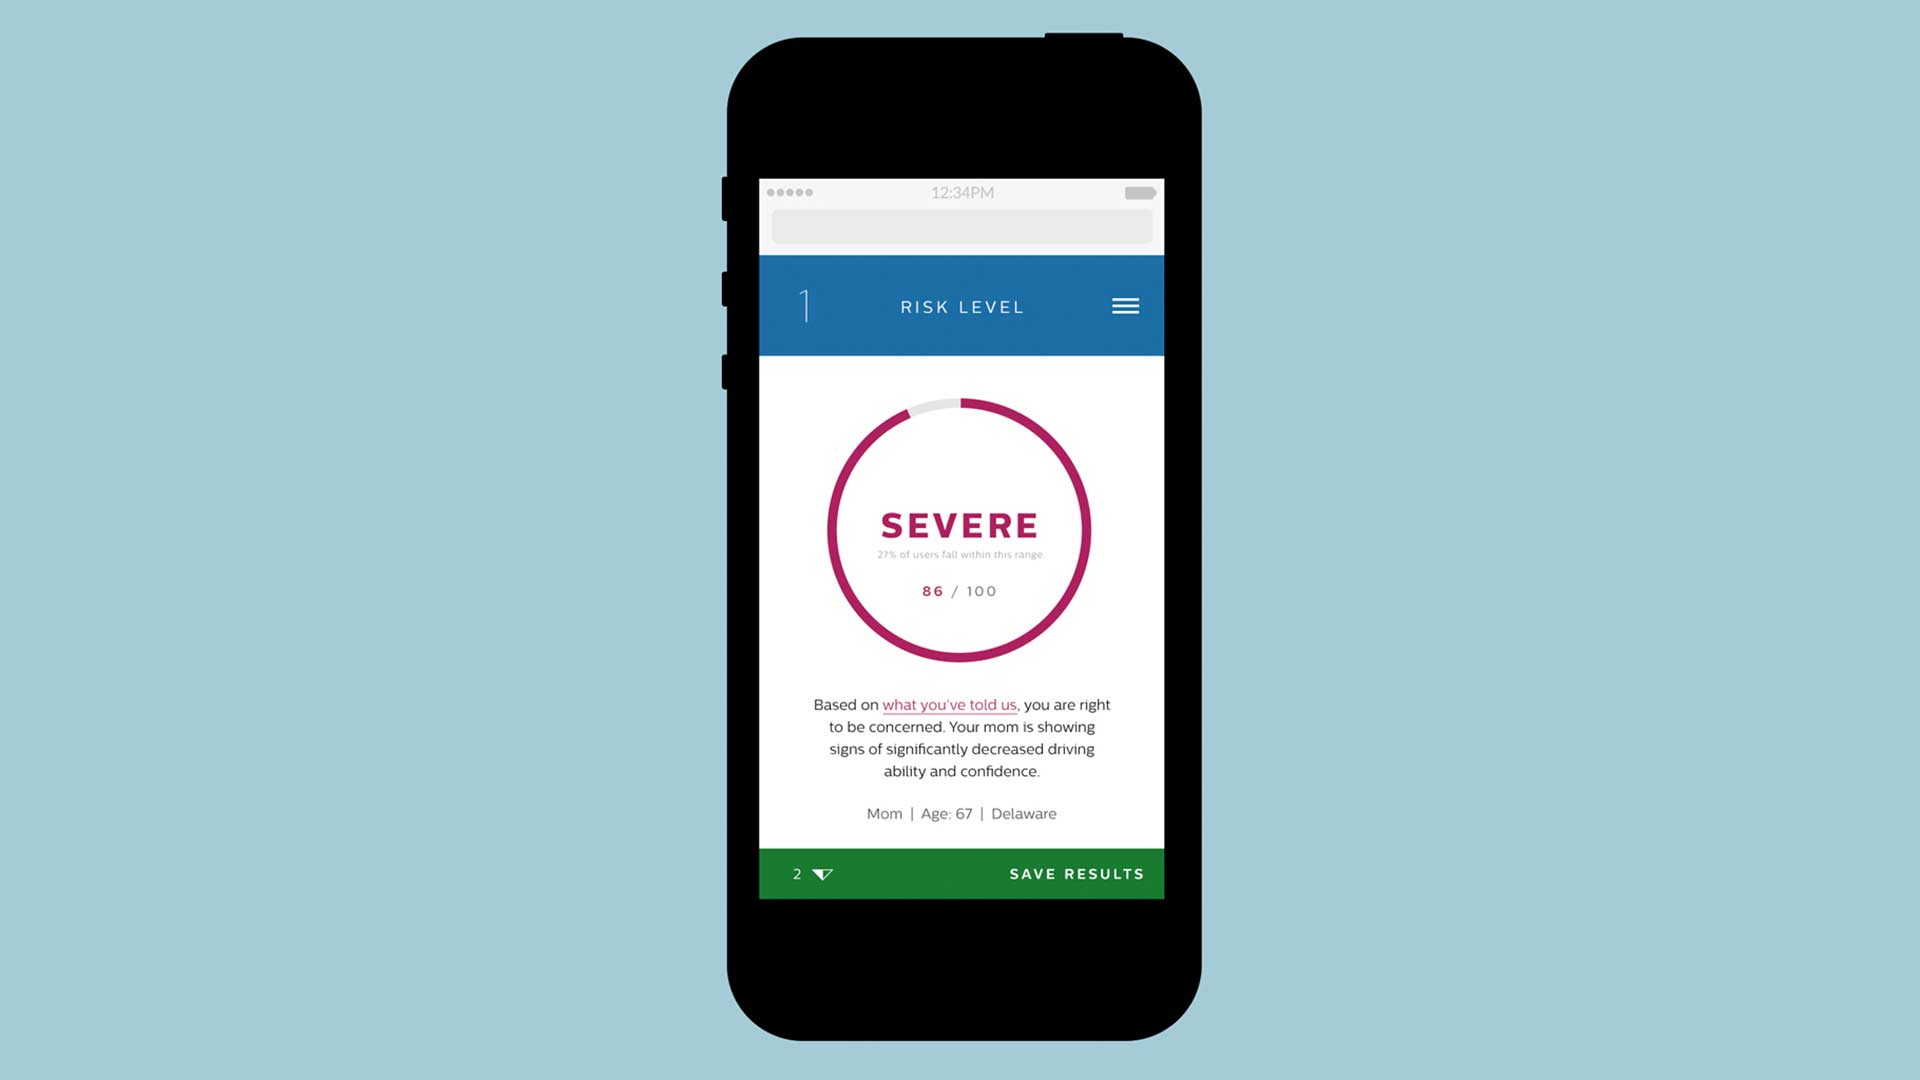 12:34PM
1 RISK LEVEL
SEVERE
27% of users fall within this range.
86 / 100
Based on what you've told us, you are right
to be concerned. Your mom is showing
signs of significantly decreased driving
ability and confidence.
Mom | Age: 67 | Delaware
2 SAVE RESULTS